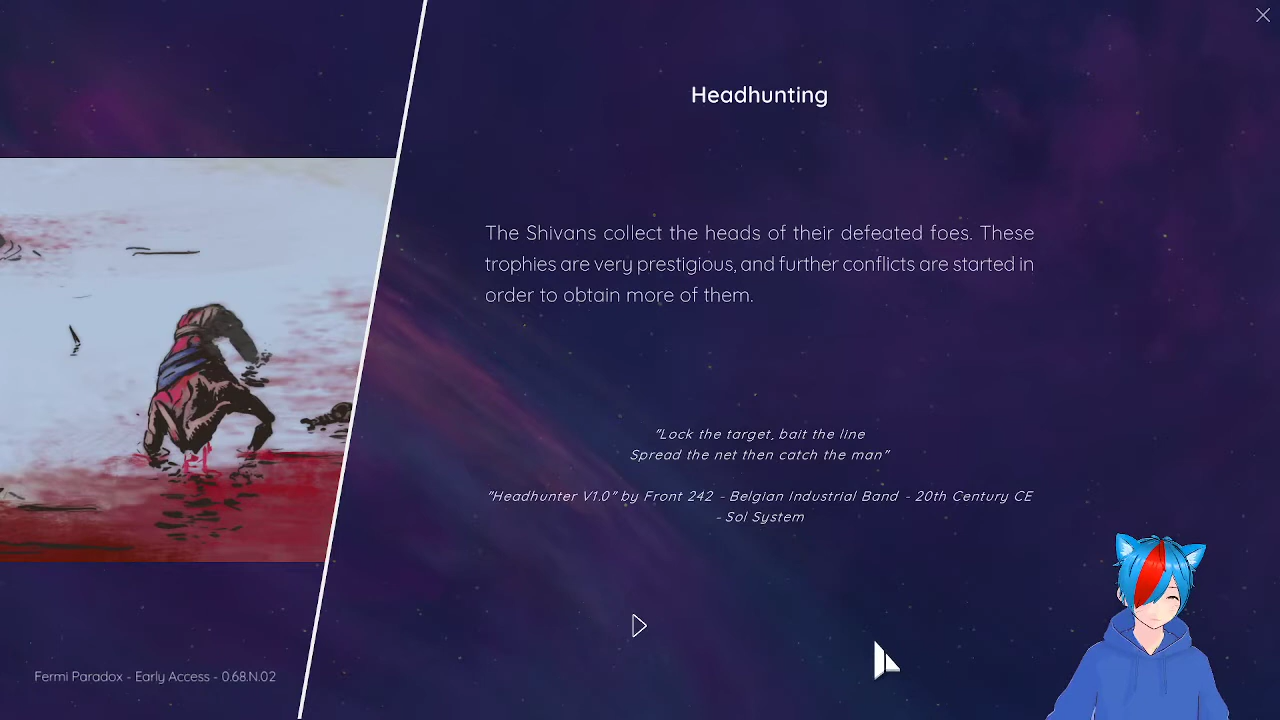 Headhunting
The Shivans collect the heads of their defeated foes. These
trophies are very prestigious, and further conflicts are started in
order to obtain more of them.
"Lock the target, bait the line
Spread the net then catch the man"
"Headhunter V1.0" by Front 242 - Belgian Industrial Band - 20th Century CE
- Sol System
Fermi Paradox - Early Access - 0.68.N.02